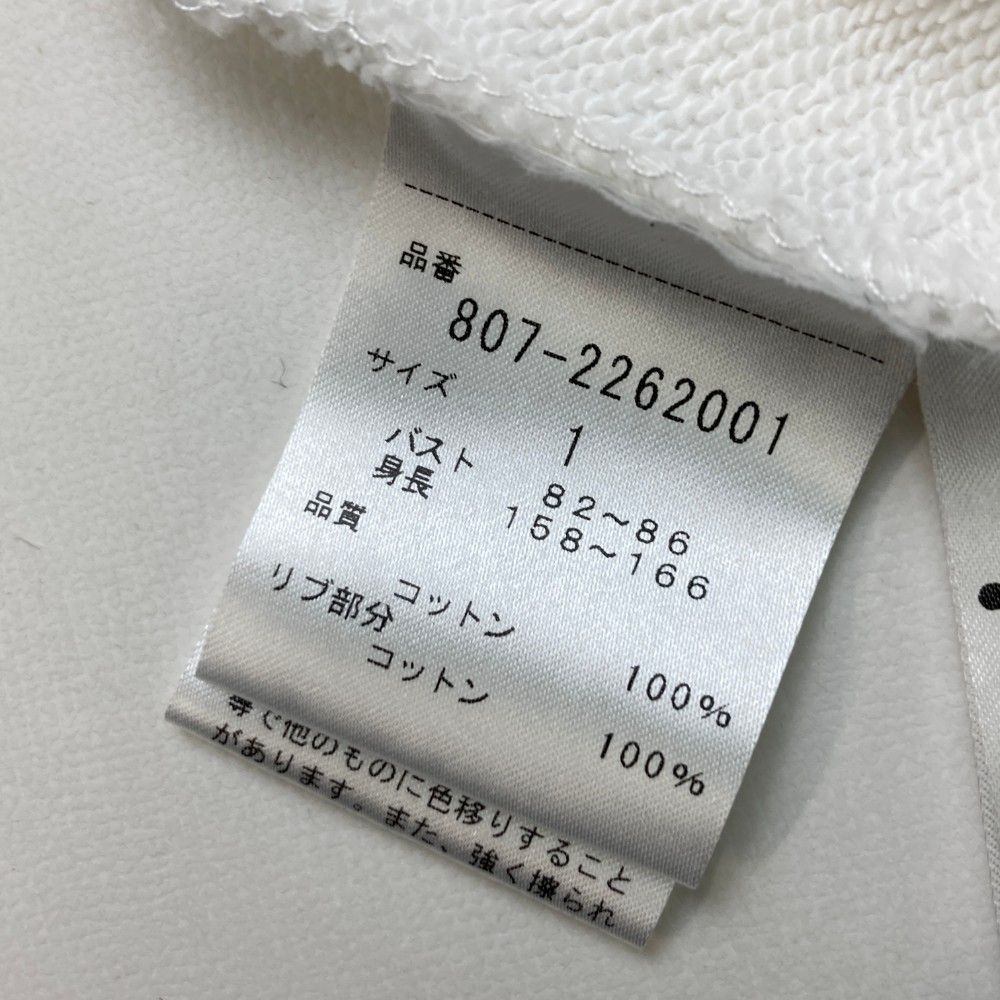 品番
807-2262001
サイズ
1
バスト 82～86
身長 158～166
品質
コットン 100%
リブ部分
コットン 100%
等で他のものに色移りすること
があります。また、強く擦られ